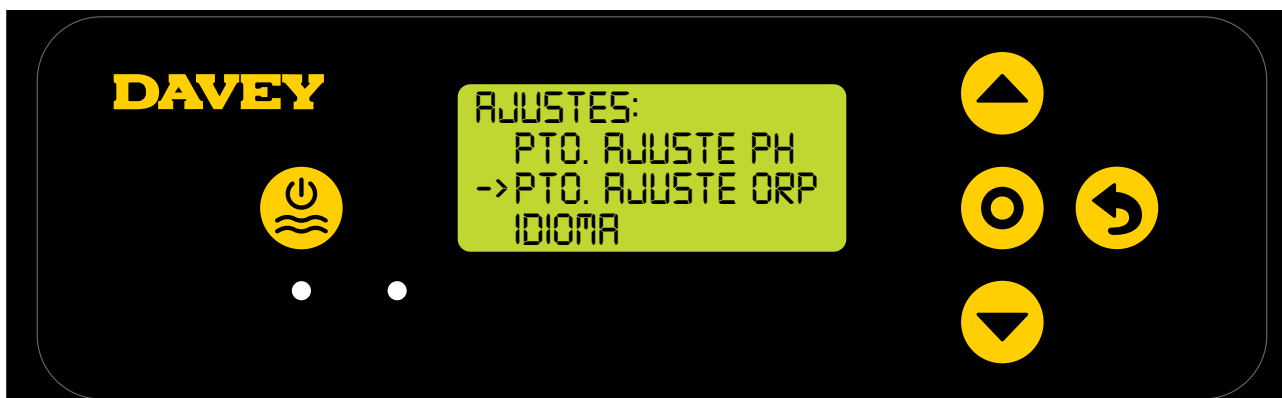 DAVEY
AJUSTES:
PTO. AJUSTE PH
->PTO. AJUSTE ORP
IDIOMA